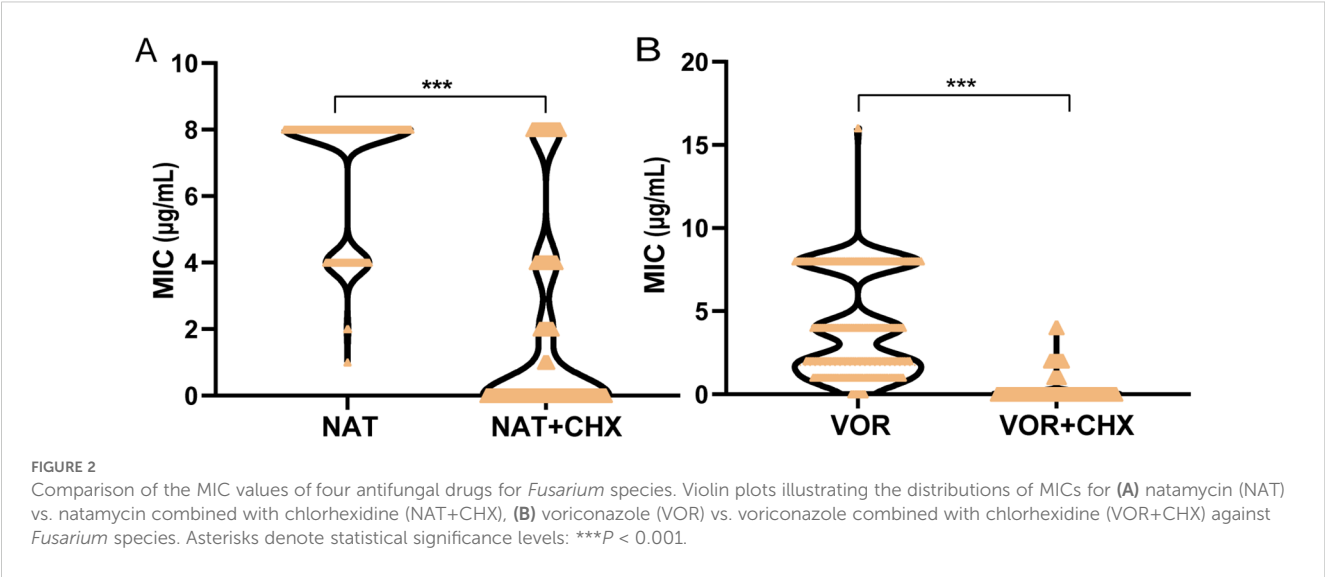 A
B
10
8
6
4
2
0
MIC (µg/mL)
***
NAT
NAT+CHX
20
15
10
5
0
MIC (µg/mL)
***
VOR
VOR+CHX
FIGURE 2
Comparison of the MIC values of four antifungal drugs for Fusarium species. Violin plots illustrating the distributions of MICs for (A) natamycin (NAT)
vs. natamycin combined with chlorhexidine (NAT+CHX), (B) voriconazole (VOR) vs. voriconazole combined with chlorhexidine (VOR+CHX) against
Fusarium species. Asterisks denote statistical significance levels: ***P < 0.001.